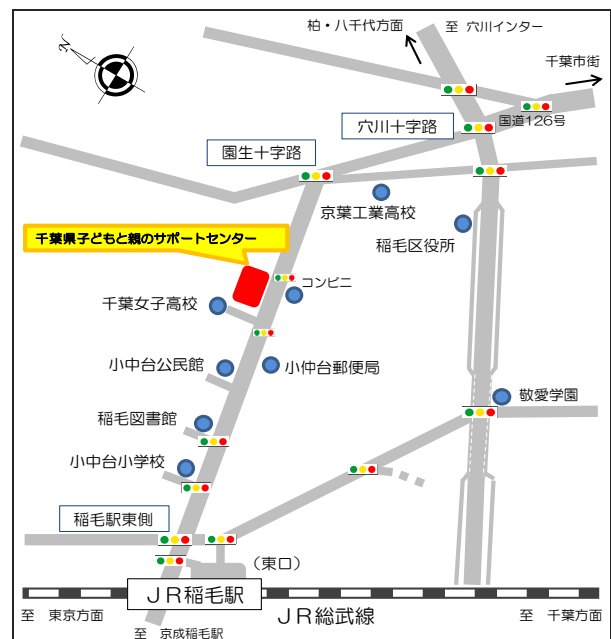 柏・八千代方面
至 穴川インター
千葉市街
N
国道126号
穴川十字路
園生十字路
京葉工業高校
稲毛区役所
千葉県子どもと親のサポートセンター
コンビニ
千葉女子高校
小中台公民館
小仲台郵便局
敬愛学園
稲毛図書館
小中台小学校
稲毛駅東側
（東口）
ＪＲ稲毛駅
ＪＲ総武線
至 東京方面
至 千葉方面
至 京成稲毛駅